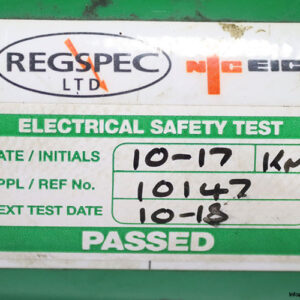 REGSPEC LTD NICEIC
ELECTRICAL SAFETY TEST
ATE / INITIALS 10-17 KM
PPL / REF No. 10147
EXT TEST DATE 10-18
PASSED